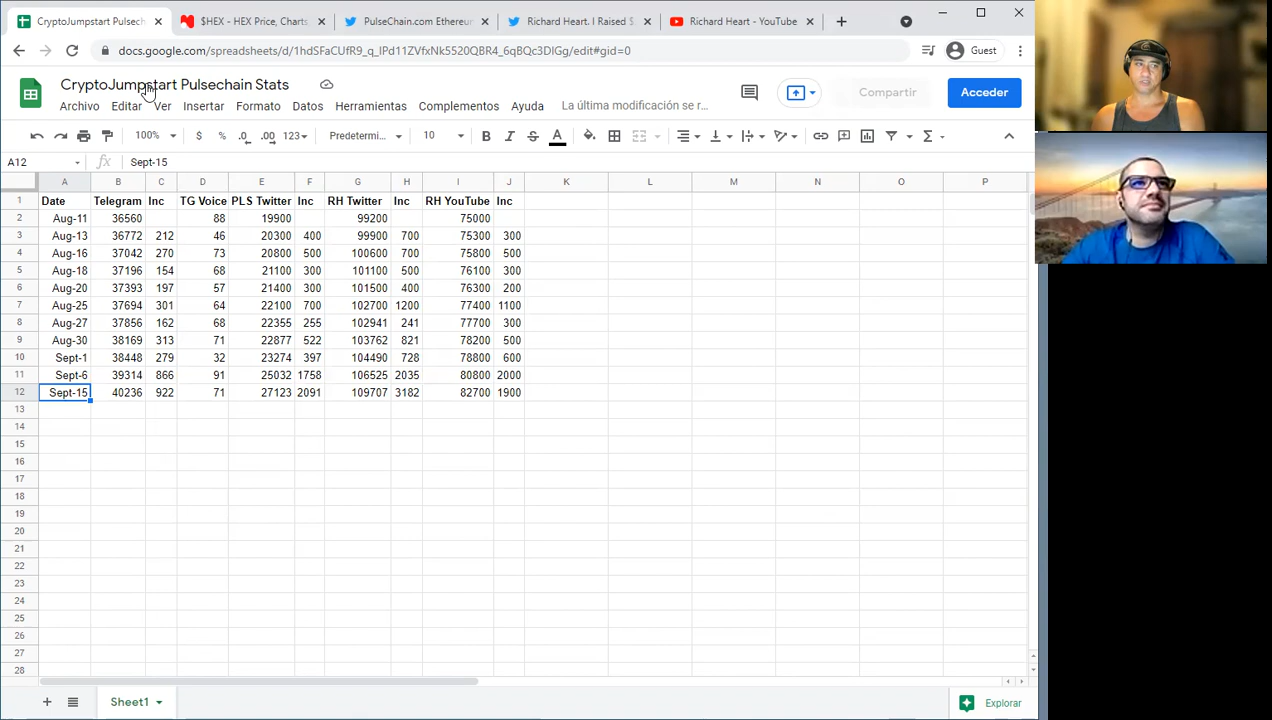 CryptoJumpstart Pulsech
$HEX - HEX Price, Charts,
PulseChain.com Ethereu
Richard Heart. I Raised $
Richard Heart - YouTube
docs.google.com/spreadsheets/d/1hdSFaCUfR9_q_IPd11ZVfxNk5520QBR4_6qBQc3DIGg/edit#gid=0
Guest
CryptoJumpstart Pulsechain Stats
Archivo Editar Ver Insertar Formato Datos Herramientas Complementos Ayuda La última modificación se r...
Compartir
Acceder
100% $ % .0 .00 123 Predetermi... 10 B I S A
A12 fx Sept-15
A B C D E F G H I J K L M N O P
1 Date Telegram Inc TG Voice PLS Twitter Inc RH Twitter Inc RH YouTube Inc
2 Aug-11 36560 88 19900 99200 75000
3 Aug-13 36772 212 46 20300 400 99900 700 75300 300
4 Aug-16 37042 270 73 20800 500 100600 700 75800 500
5 Aug-18 37196 154 68 21100 300 101100 500 76100 300
6 Aug-20 37393 197 57 21400 300 101500 400 76300 200
7 Aug-25 37694 301 64 22100 700 102700 1200 77400 1100
8 Aug-27 37856 162 68 22355 255 102941 241 77700 300
9 Aug-30 38169 313 71 22877 522 103762 821 78200 500
10 Sept-1 38448 279 32 23274 397 104490 728 78800 600
11 Sept-6 39314 866 91 25032 1758 106525 2035 80800 2000
12 Sept-15 40236 922 71 27123 2091 109707 3182 82700 1900
13
14
15
16
17
18
19
20
21
22
23
24
25
26
27
28
Sheet1
Explorar